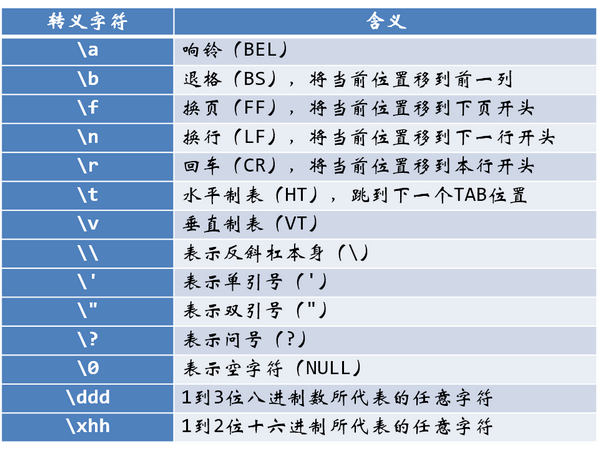 转义字符 含义
\a 响铃（BEL）
\b 退格（BS），将当前位置移到前一列
\f 换页（FF），将当前位置移到下页开头
\n 换行（LF），将当前位置移到下一行开头
\r 回车（CR），将当前位置移到本行开头
\t 水平制表（HT），跳到下一个TAB位置
\v 垂直制表（VT）
\\ 表示反斜杠本身（\）
\' 表示单引号（'）
\" 表示双引号（"）
\? 表示问号（?）
\0 表示空字符（NULL）
\ddd 1到3位八进制数所代表的任意字符
\xhh 1到2位十六进制所代表的任意字符